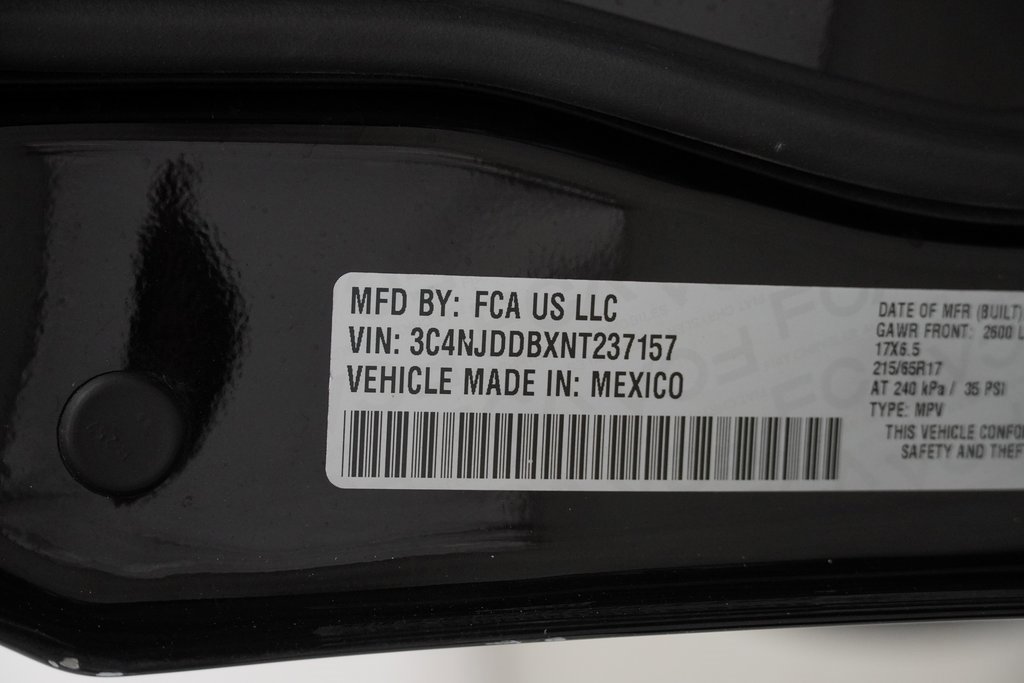 MFD BY: FCA US LLC
VIN: 3C4NJDDBXNT237157
VEHICLE MADE IN: MEXICO
DATE OF MFR (BUILT)
GAWR FRONT: 2600 L
17X6.5
215/65R17
AT 240 kPa / 35 PSI
TYPE: MPV
THIS VEHICLE CONFO
SAFETY AND THEF